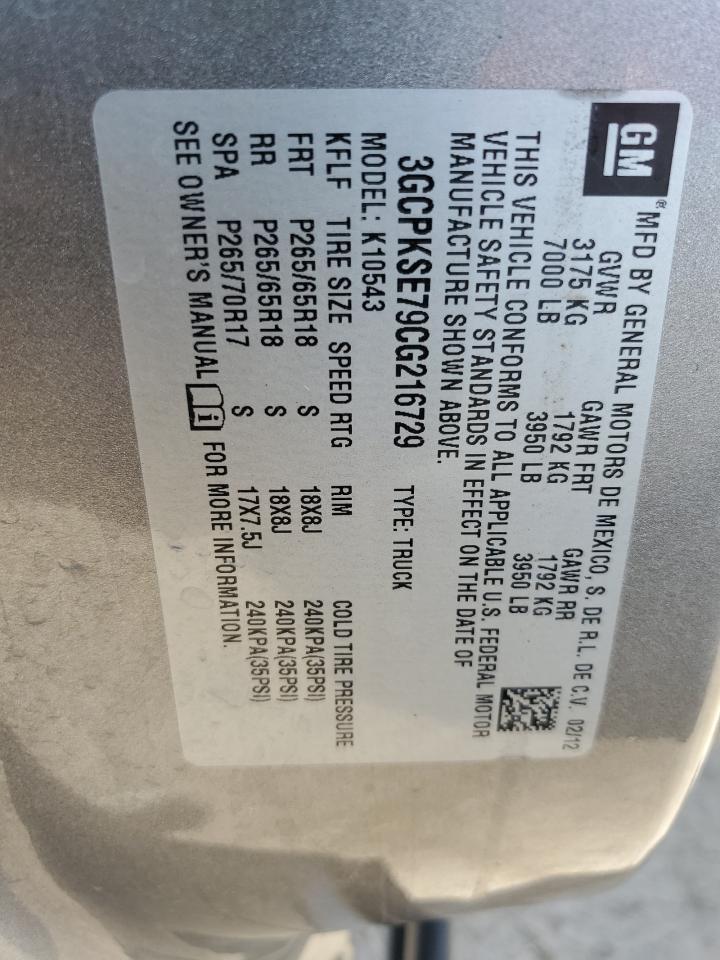 GM
® MFD BY GENERAL MOTORS DE MEXICO, S. DE R.L. DE C.V. 02/12
GVWR GAWR FRT GAWR RR
3175 KG 1792 KG 1792 KG
7000 LB 3950 LB 3950 LB
THIS VEHICLE CONFORMS TO ALL APPLICABLE U.S. FEDERAL MOTOR
VEHICLE SAFETY STANDARDS IN EFFECT ON THE DATE OF
MANUFACTURE SHOWN ABOVE.
3GCPKSE79CG216729 TYPE: TRUCK
MODEL: K10543
KFLF TIRE SIZE SPEED RTG RIM COLD TIRE PRESSURE
FRT P265/65R18 S 18X8J 240KPA(35PSI)
RR P265/65R18 S 18X8J 240KPA(35PSI)
SPA P265/70R17 S 17X7.5J 240KPA(35PSI)
SEE OWNER'S MANUAL i FOR MORE INFORMATION.